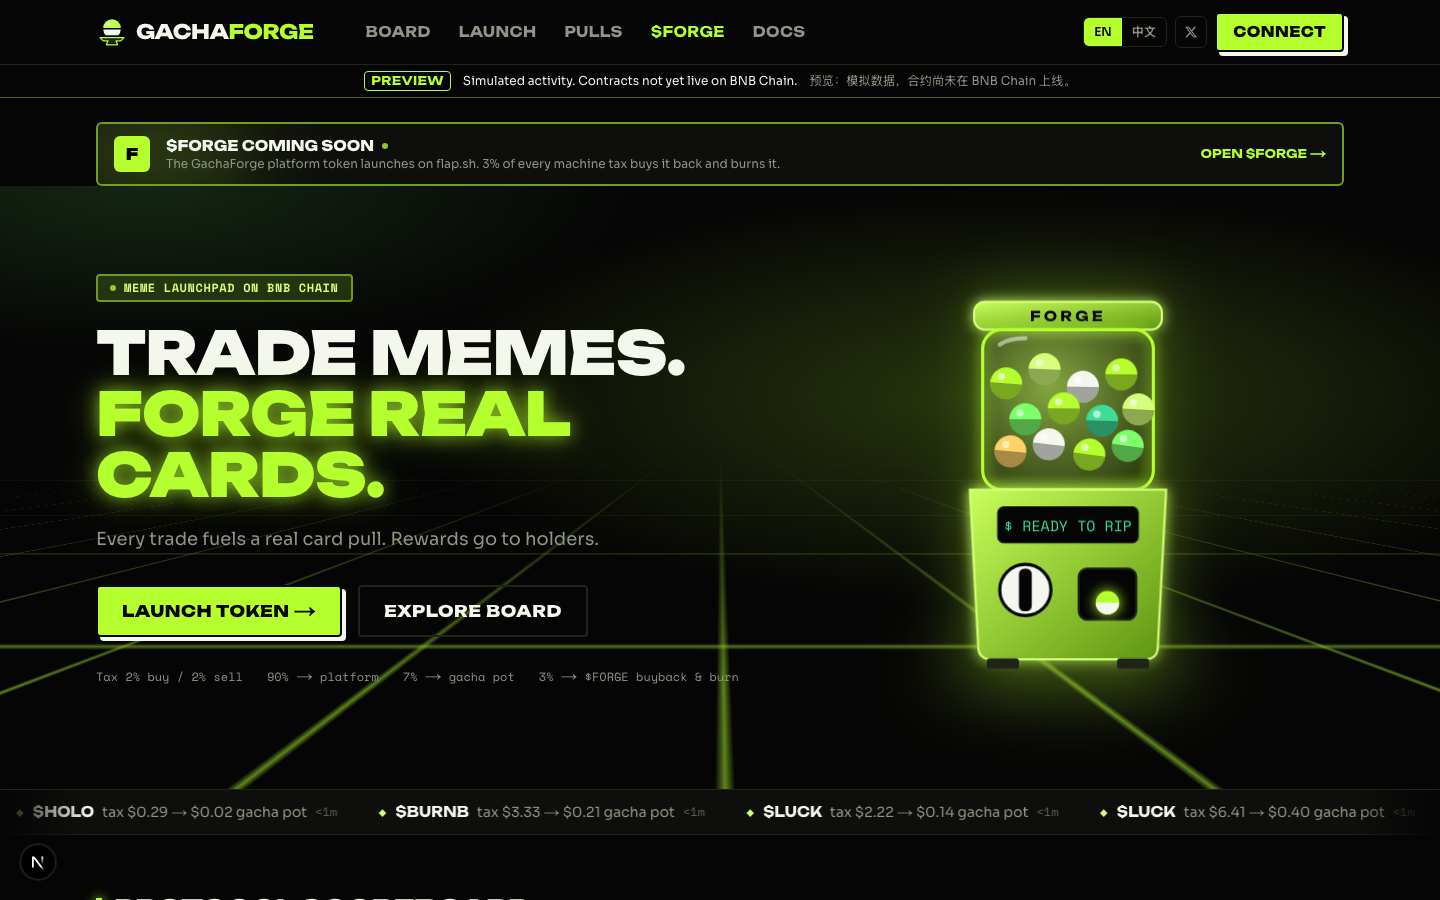 GACHAFORGE
BOARD LAUNCH PULLS $FORGE DOCS
EN 中文 CONNECT
PREVIEW Simulated activity. Contracts not yet live on BNB Chain. 预览：模拟数据，合约尚未在 BNB Chain 上线。
F
$FORGE COMING SOON
The GachaForge platform token launches on flap.sh. 3% of every machine tax buys it back and burns it.
OPEN $FORGE →
MEME LAUNCHPAD ON BNB CHAIN
TRADE MEMES.
FORGE REAL
CARDS.
Every trade fuels a real card pull. Rewards go to holders.
LAUNCH TOKEN → EXPLORE BOARD
Tax 2% buy / 2% sell 90% → platform 7% → gacha pot 3% → $FORGE buyback & burn
FORGE
$ READY TO RIP
$HOLO tax $0.29 → $0.02 gacha pot <1m $BURNB tax $3.33 → $0.21 gacha pot <1m $LUCK tax $2.22 → $0.14 gacha pot <1m $LUCK tax $6.41 → $0.40 gacha pot <1m
N